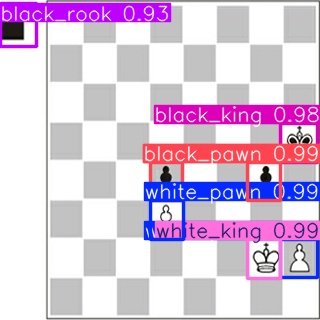 black_rook 0.93
black_king 0.98
black_pawn 0.99
white_pawn 0.99
white_king 0.99